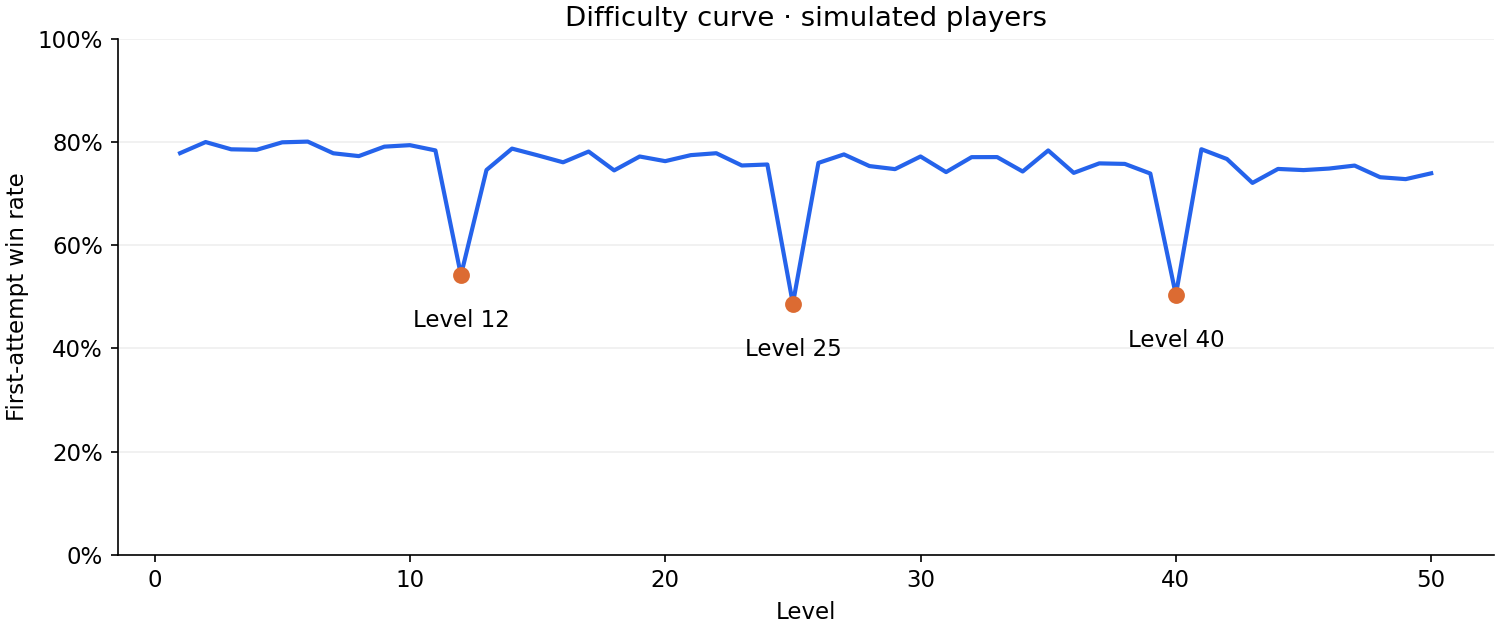 Difficulty curve · simulated players
First-attempt win rate
100%
80%
60%
40%
20%
0%
Level 12
Level 25
Level 40
0
10
20
30
40
50
Level